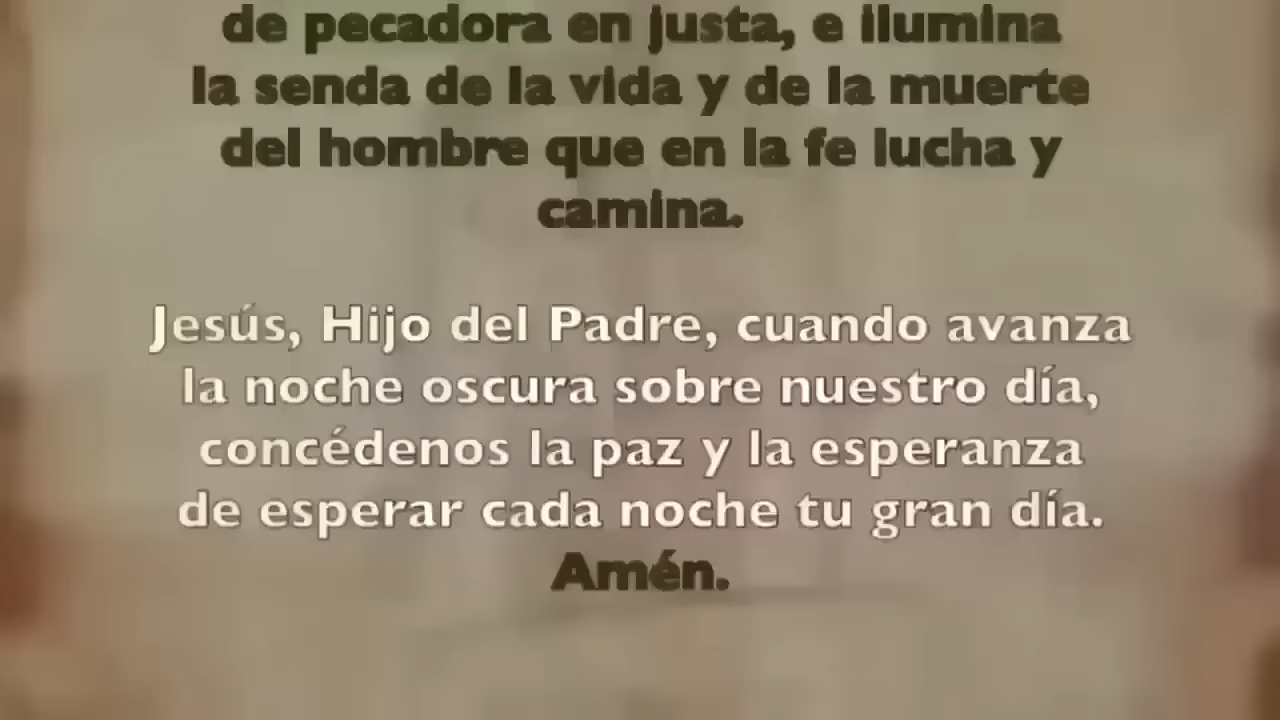 de pecadora en justa, e ilumina
la senda de la vida y de la muerte
del hombre que en la fe lucha y
camina.
Jesús, Hijo del Padre, cuando avanza
la noche oscura sobre nuestro día,
concédenos la paz y la esperanza
de esperar cada noche tu gran día.
Amén.